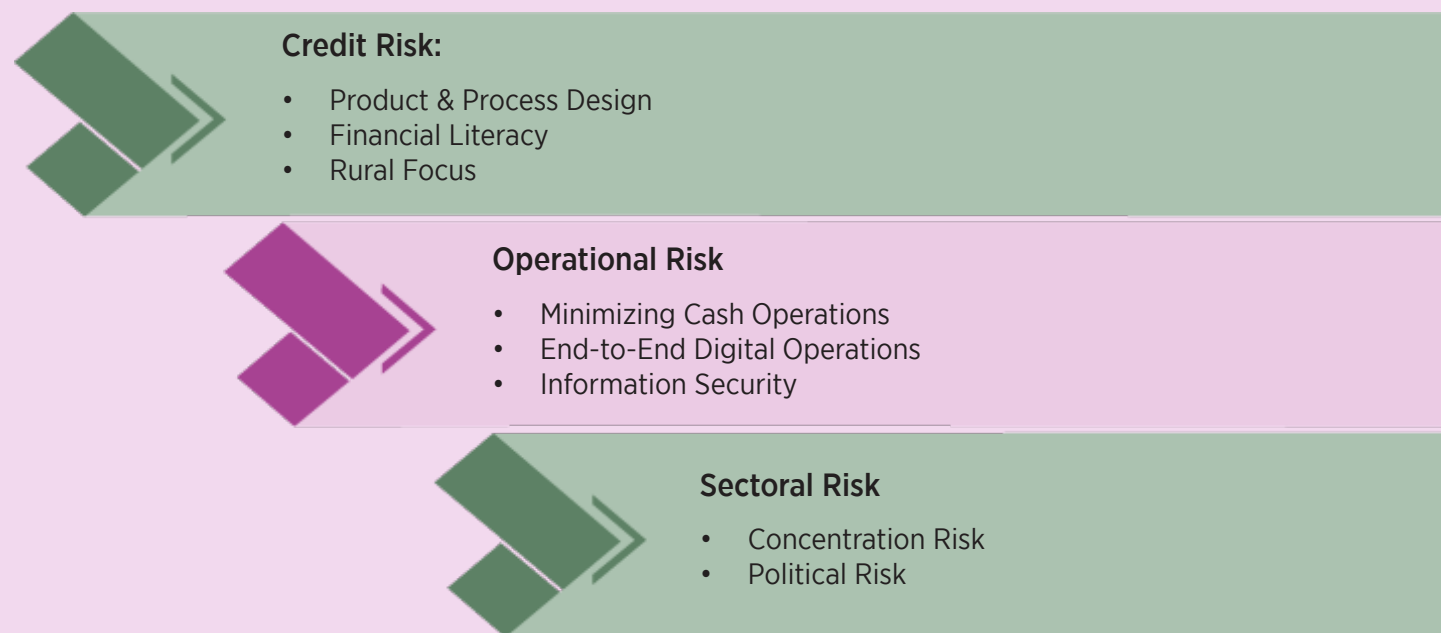 Credit Risk:
• Product & Process Design
• Financial Literacy
• Rural Focus
Operational Risk
• Minimizing Cash Operations
• End-to-End Digital Operations
• Information Security
Sectoral Risk
• Concentration Risk
• Political Risk